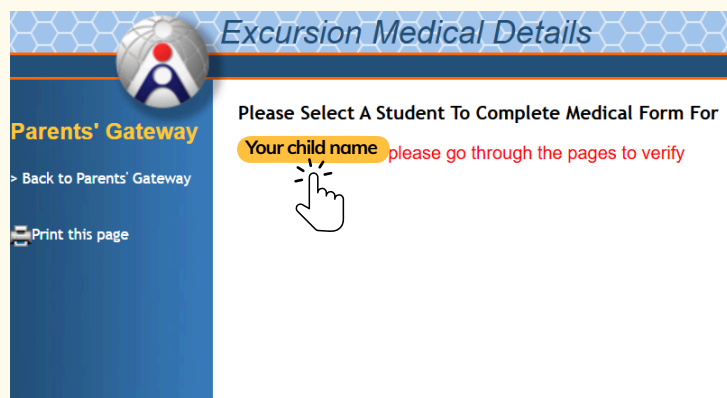 Excursion Medical Details
Parents' Gateway
> Back to Parents' Gateway
Print this page
Please Select A Student To Complete Medical Form For
Your child name please go through the pages to verify